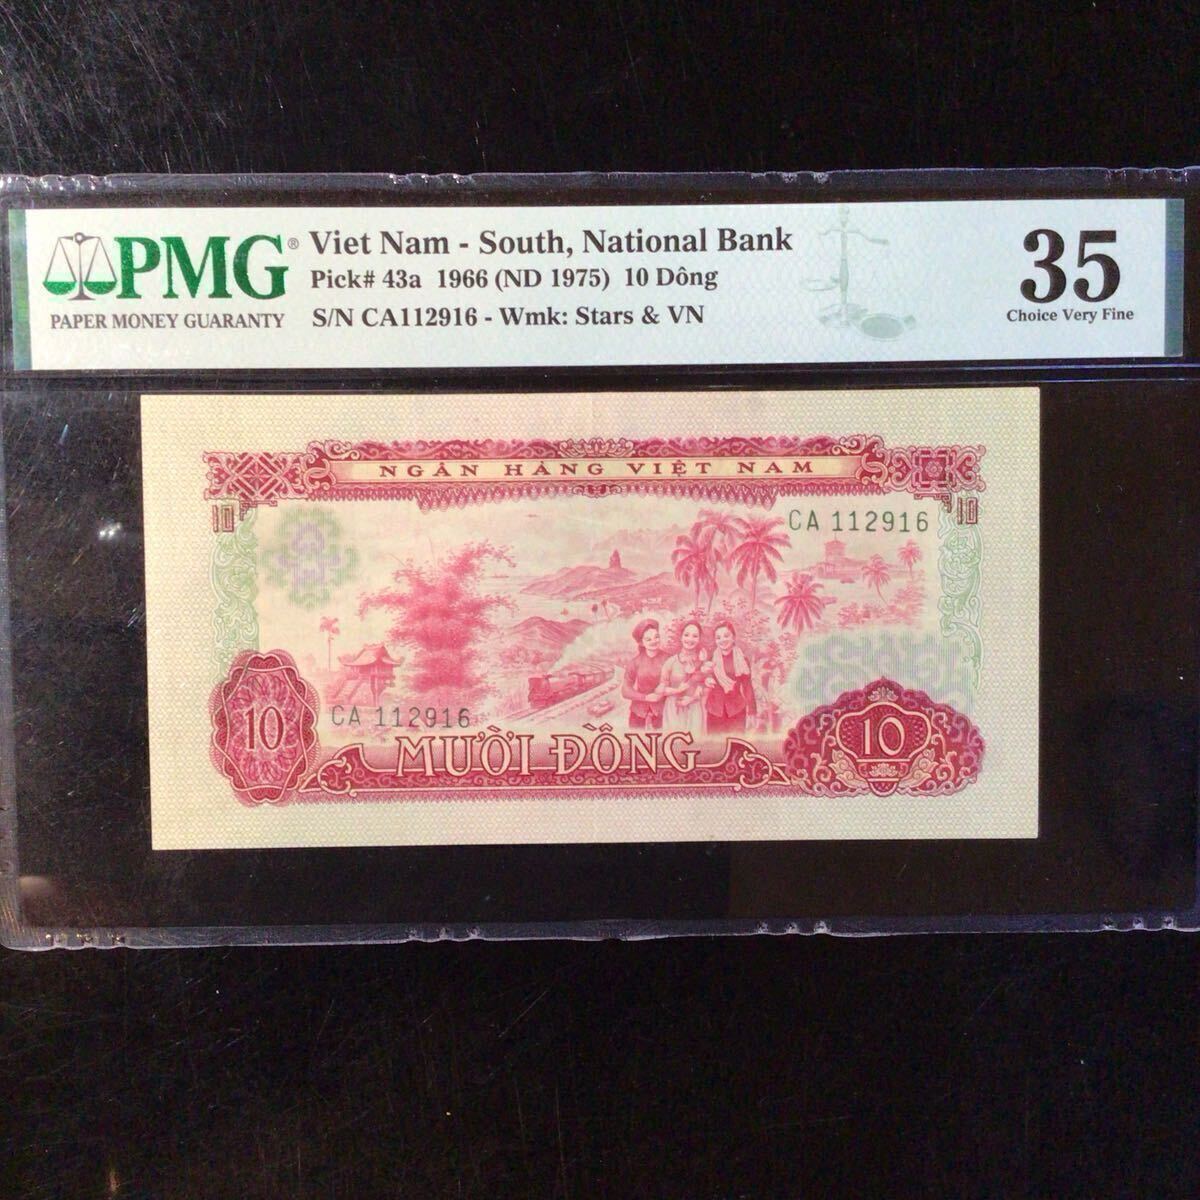 PMG®
PAPER MONEY GUARANTY
Viet Nam - South, National Bank
Pick# 43a 1966 (ND 1975) 10 Dông
S/N CA112916 - Wmk: Stars & VN
35
Choice Very Fine
NGÂN HÀNG VIỆT NAM
10
10
CA 112916
CA 112916
10
MƯỜI ĐỒNG
10